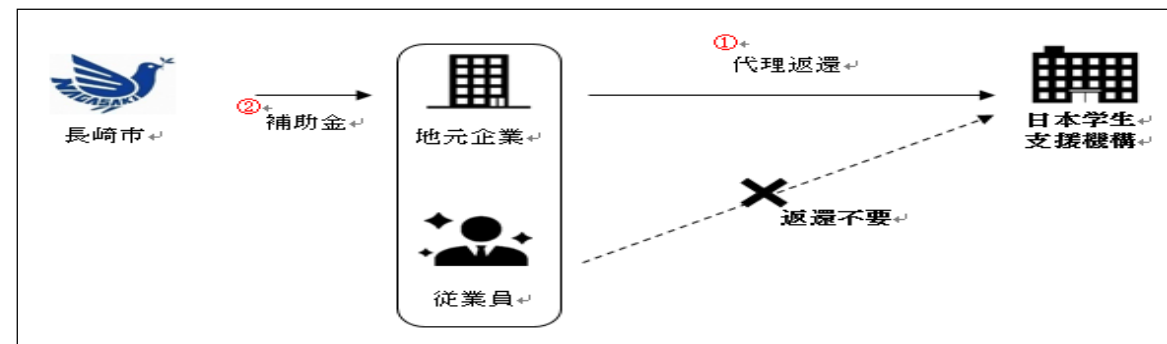 ①
代理返還
NAGASAKI
②
補助金
長崎市
地元企業
日本学生
支援機構
返還不要
従業員